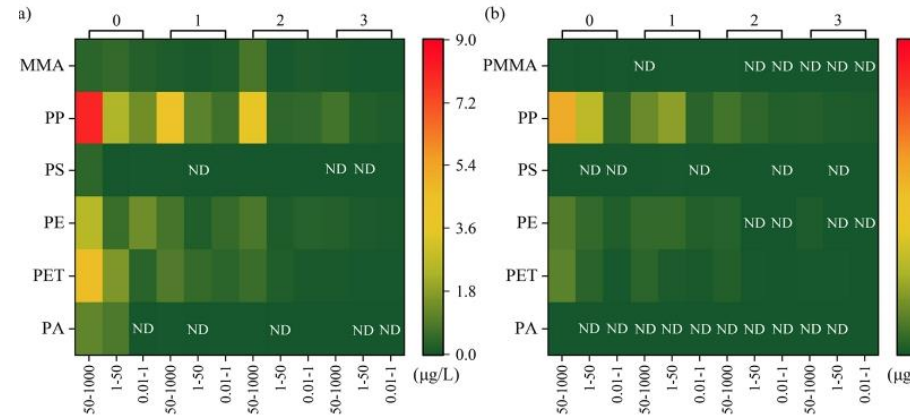 a)
0 1 2 3
MMA
PP
PS ND ND ND
PE
PET
PA ND ND ND ND ND
50-1000 1-50 0.01-1 50-1000 1-50 0.01-1 50-1000 1-50 0.01-1 50-1000 1-50 0.01-1
9.0
7.2
5.4
3.6
1.8
0.0
(μg/L)
(b)
0 1 2 3
PMMA ND ND ND ND ND ND
PP
PS ND ND ND ND ND
PE ND ND ND ND
PET
PA ND ND ND ND ND ND ND ND ND ND
50-1000 1-50 0.01-1 50-1000 1-50 0.01-1 50-1000 1-50 0.01-1 50-1000 1-50 0.01-1
(μg